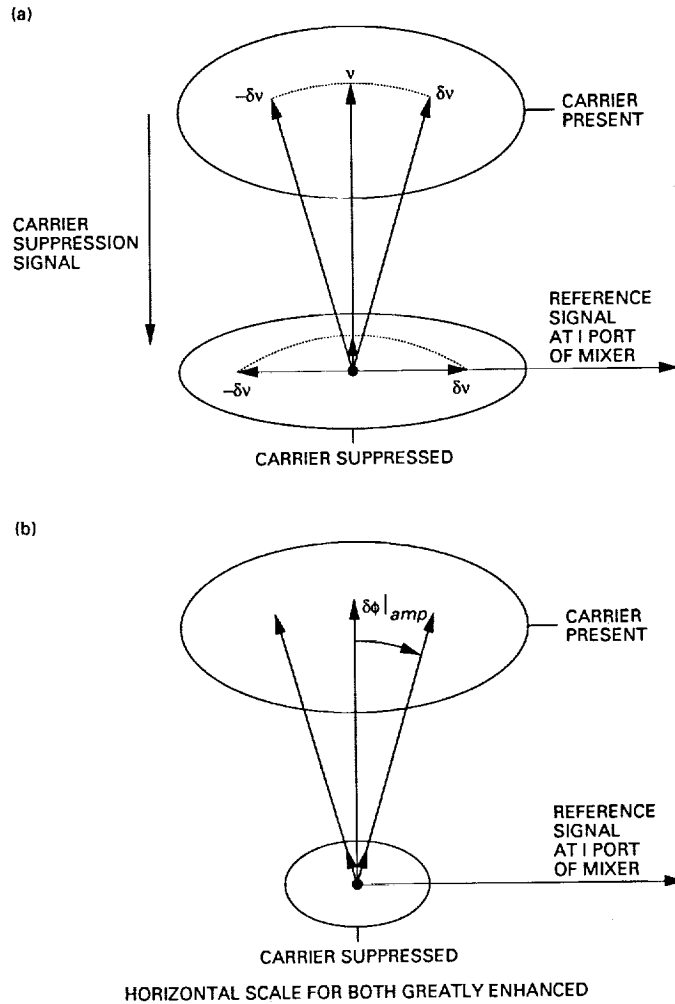 (a)
ν
−δν
δν
CARRIER
PRESENT
CARRIER
SUPPRESSION
SIGNAL
REFERENCE
SIGNAL
AT I PORT
OF MIXER
−δν
δν
CARRIER SUPPRESSED
(b)
δϕ|amp
CARRIER
PRESENT
REFERENCE
SIGNAL
AT I PORT
OF MIXER
CARRIER SUPPRESSED
HORIZONTAL SCALE FOR BOTH GREATLY ENHANCED